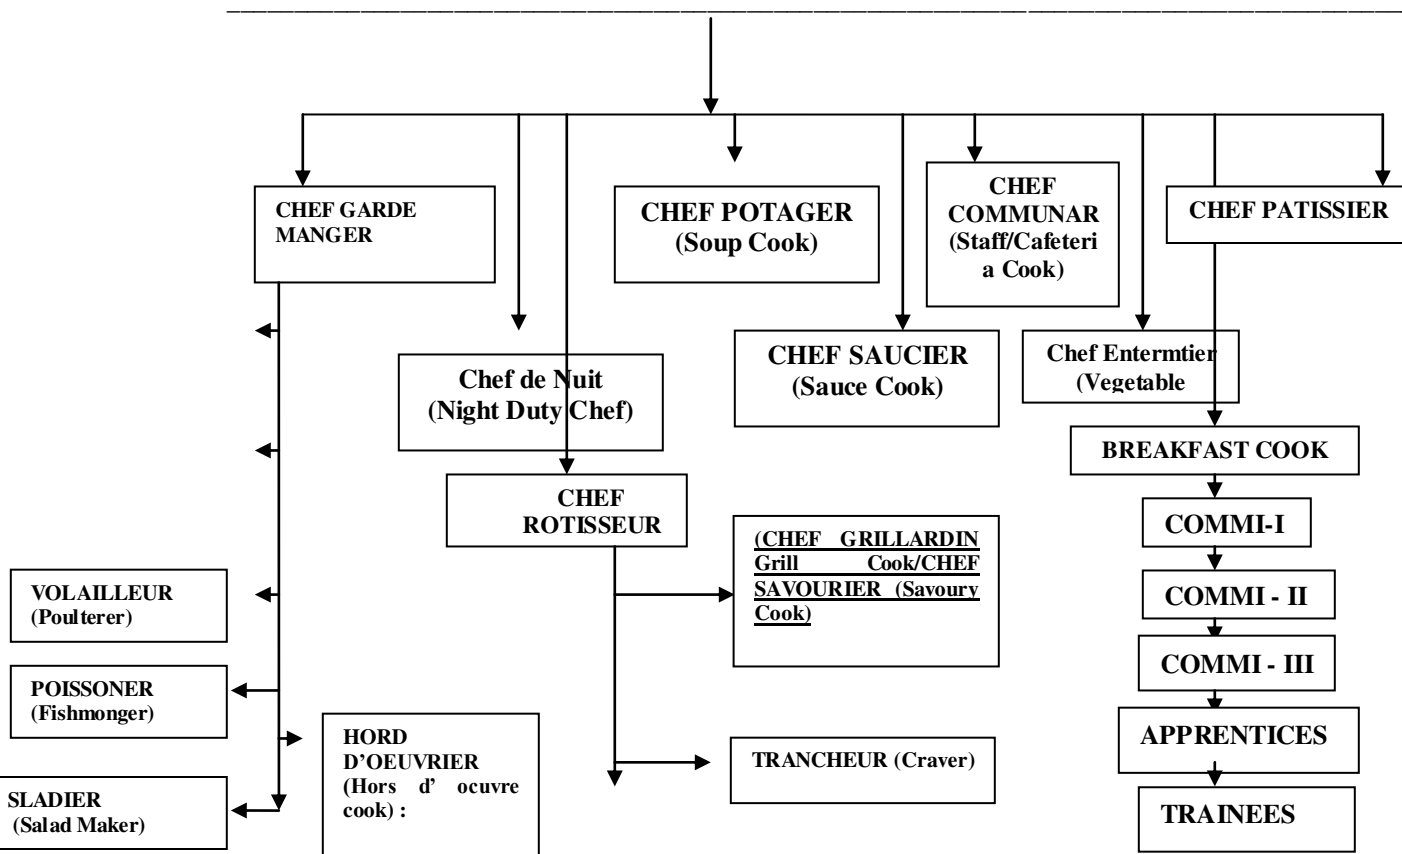 CHEF GARDE
MANGER
CHEF POTAGER
(Soup Cook)
CHEF
COMMUNAR
(Staff/Cafeteri
a Cook)
CHEF PATISSIER
Chef de Nuit
(Night Duty Chef)
CHEF SAUCIER
(Sauce Cook)
Chef Entermtier
(Vegetable
BREAKFAST COOK
CHEF
ROTISSEUR
COMMI-I
(CHEF GRILLARDIN
Grill Cook/CHEF
SAVOURIER (Savoury
Cook)
VOLAILLEUR
(Poulterer)
COMMI - II
COMMI - III
POISSONER
(Fishmonger)
HORD
D'OEUVRIER
(Hors d' ocuvre
cook) :
APPRENTICES
TRANCHEUR (Craver)
SLADIER
(Salad Maker)
TRAINEES